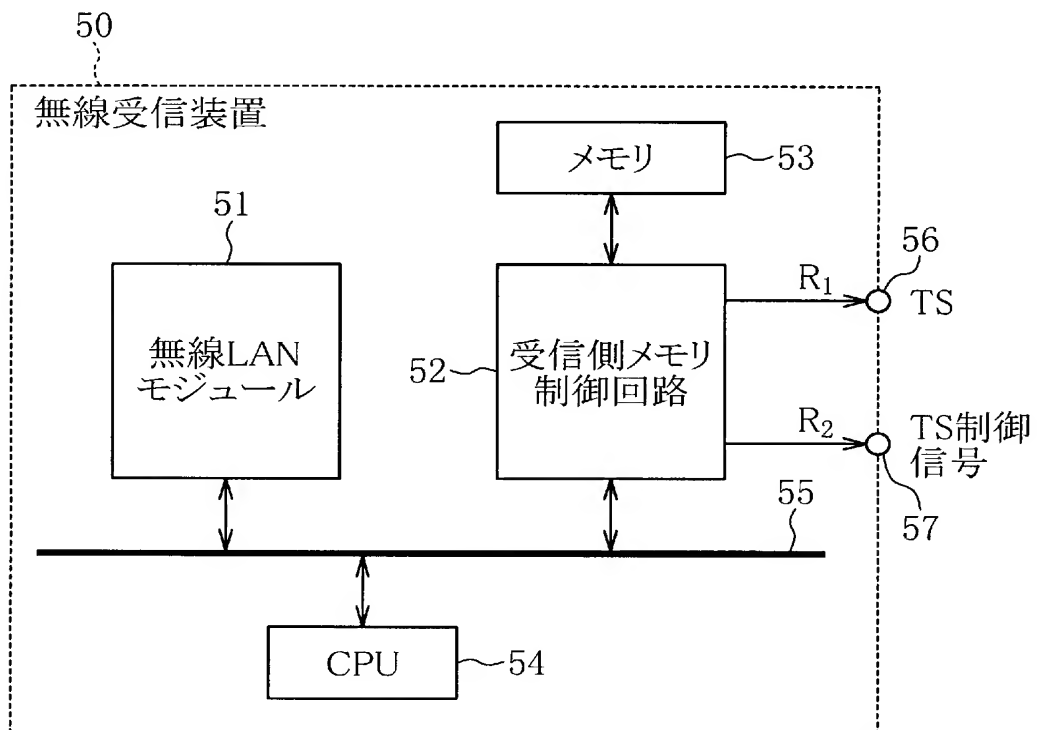 50
無線受信装置
メモリ
53
51
56
R₁
TS
無線LAN
モジュール
52
受信側メモリ
制御回路
R₂
TS制御
信号
57
55
CPU
54